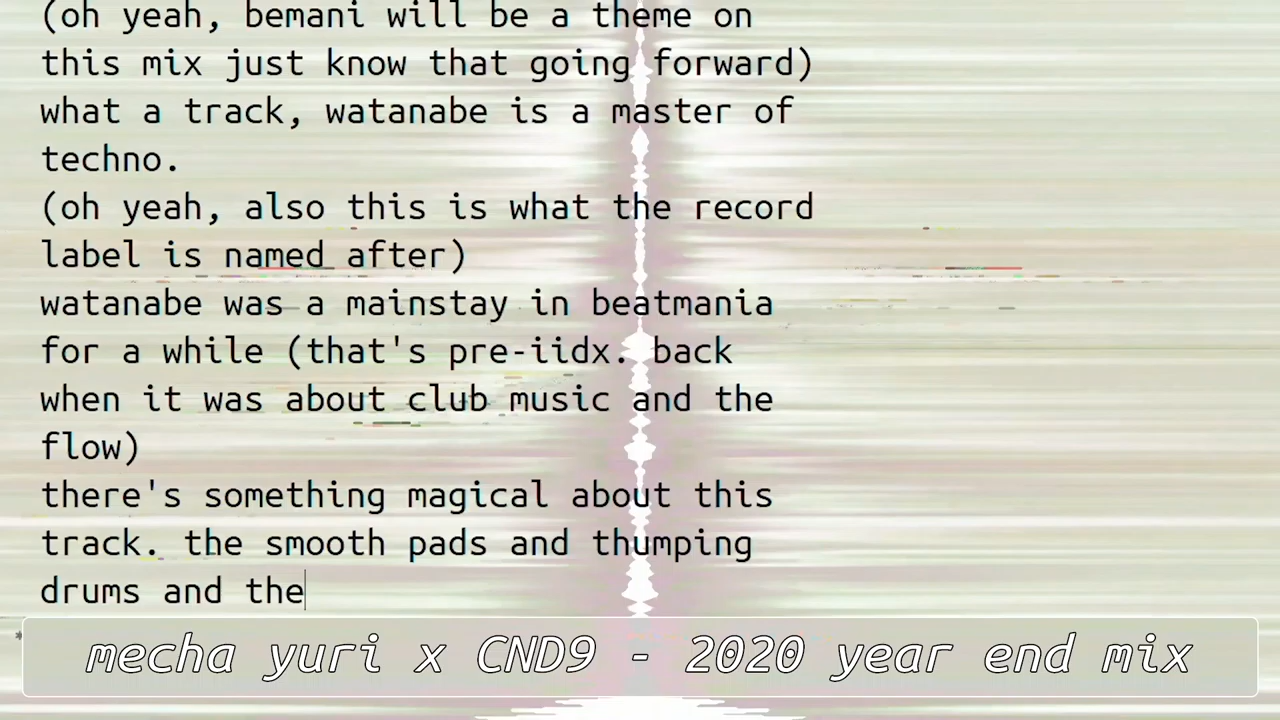 (oh yeah, bemani will be a theme on
this mix just know that going forward)
what a track, watanabe is a master of
techno.
(oh yeah, also this is what the record
label is named after)
watanabe was a mainstay in beatmania
for a while (that's pre-iidx. back
when it was about club music and the
flow)
there's something magical about this
track. the smooth pads and thumping
drums and the
mecha yuri x CND9 - 2020 year end mix